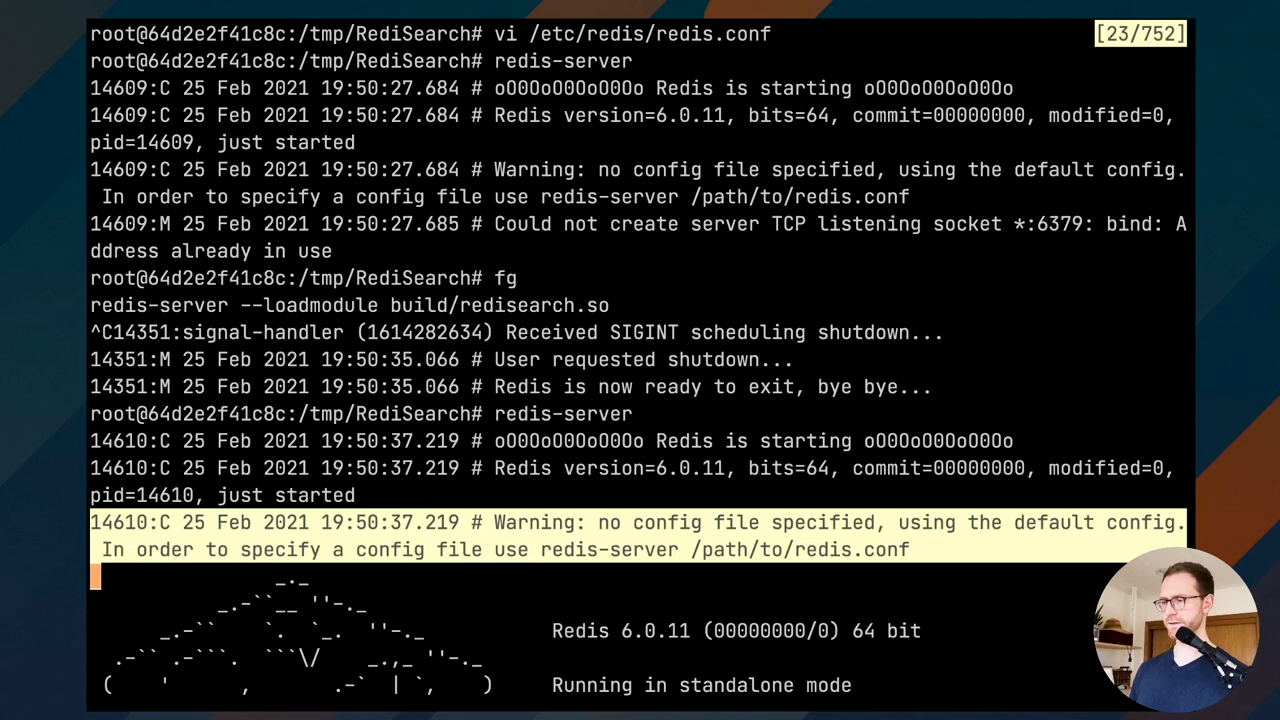 root@64d2e2f41c8c:/tmp/RediSearch# vi /etc/redis/redis.conf [23/752]
root@64d2e2f41c8c:/tmp/RediSearch# redis-server
14609:C 25 Feb 2021 19:50:27.684 # oO0OoO0OoO0Oo Redis is starting oO0OoO0OoO0Oo
14609:C 25 Feb 2021 19:50:27.684 # Redis version=6.0.11, bits=64, commit=00000000, modified=0,
pid=14609, just started
14609:C 25 Feb 2021 19:50:27.684 # Warning: no config file specified, using the default config.
 In order to specify a config file use redis-server /path/to/redis.conf
14609:M 25 Feb 2021 19:50:27.685 # Could not create server TCP listening socket *:6379: bind: A
ddress already in use
root@64d2e2f41c8c:/tmp/RediSearch# fg
redis-server --loadmodule build/redisearch.so
^C14351:signal-handler (1614282634) Received SIGINT scheduling shutdown...
14351:M 25 Feb 2021 19:50:35.066 # User requested shutdown...
14351:M 25 Feb 2021 19:50:35.066 # Redis is now ready to exit, bye bye...
root@64d2e2f41c8c:/tmp/RediSearch# redis-server
14610:C 25 Feb 2021 19:50:37.219 # oO0OoO0OoO0Oo Redis is starting oO0OoO0OoO0Oo
14610:C 25 Feb 2021 19:50:37.219 # Redis version=6.0.11, bits=64, commit=00000000, modified=0,
pid=14610, just started
14610:C 25 Feb 2021 19:50:37.219 # Warning: no config file specified, using the default config.
 In order to specify a config file use redis-server /path/to/redis.conf
Redis 6.0.11 (00000000/0) 64 bit
Running in standalone mode